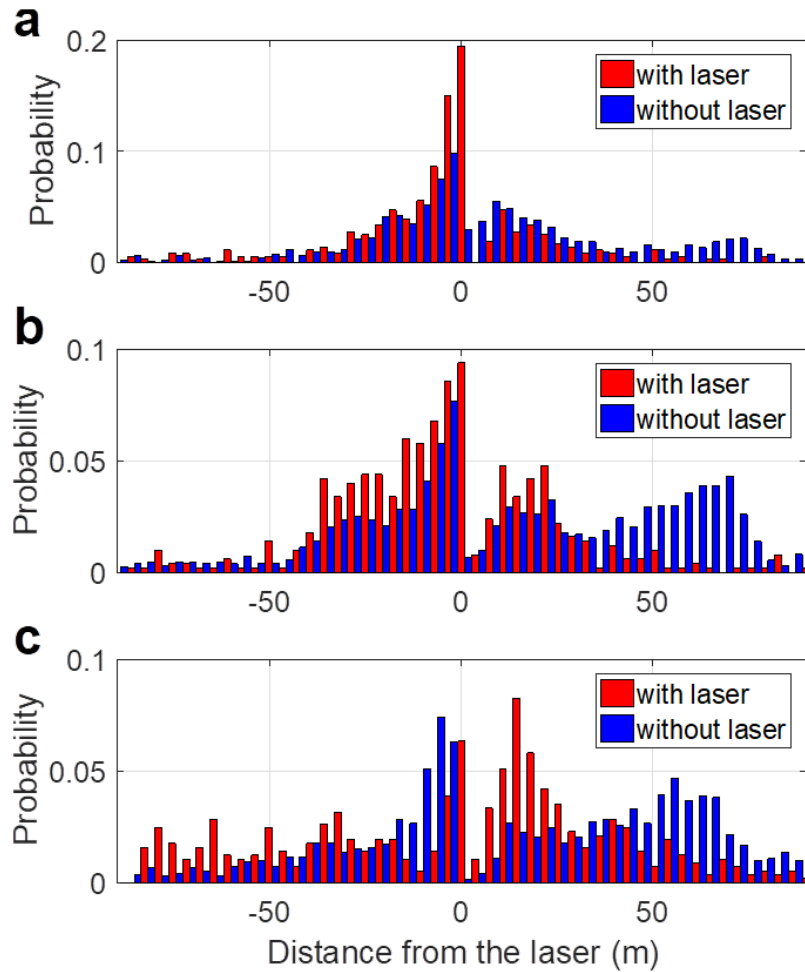 a
0.2
with laser
without laser
Probability
0.1
0
-50 0 50
b
0.1
with laser
without laser
Probability
0.05
0
-50 0 50
c
0.1
with laser
without laser
Probability
0.05
0
-50 0 50
Distance from the laser (m)